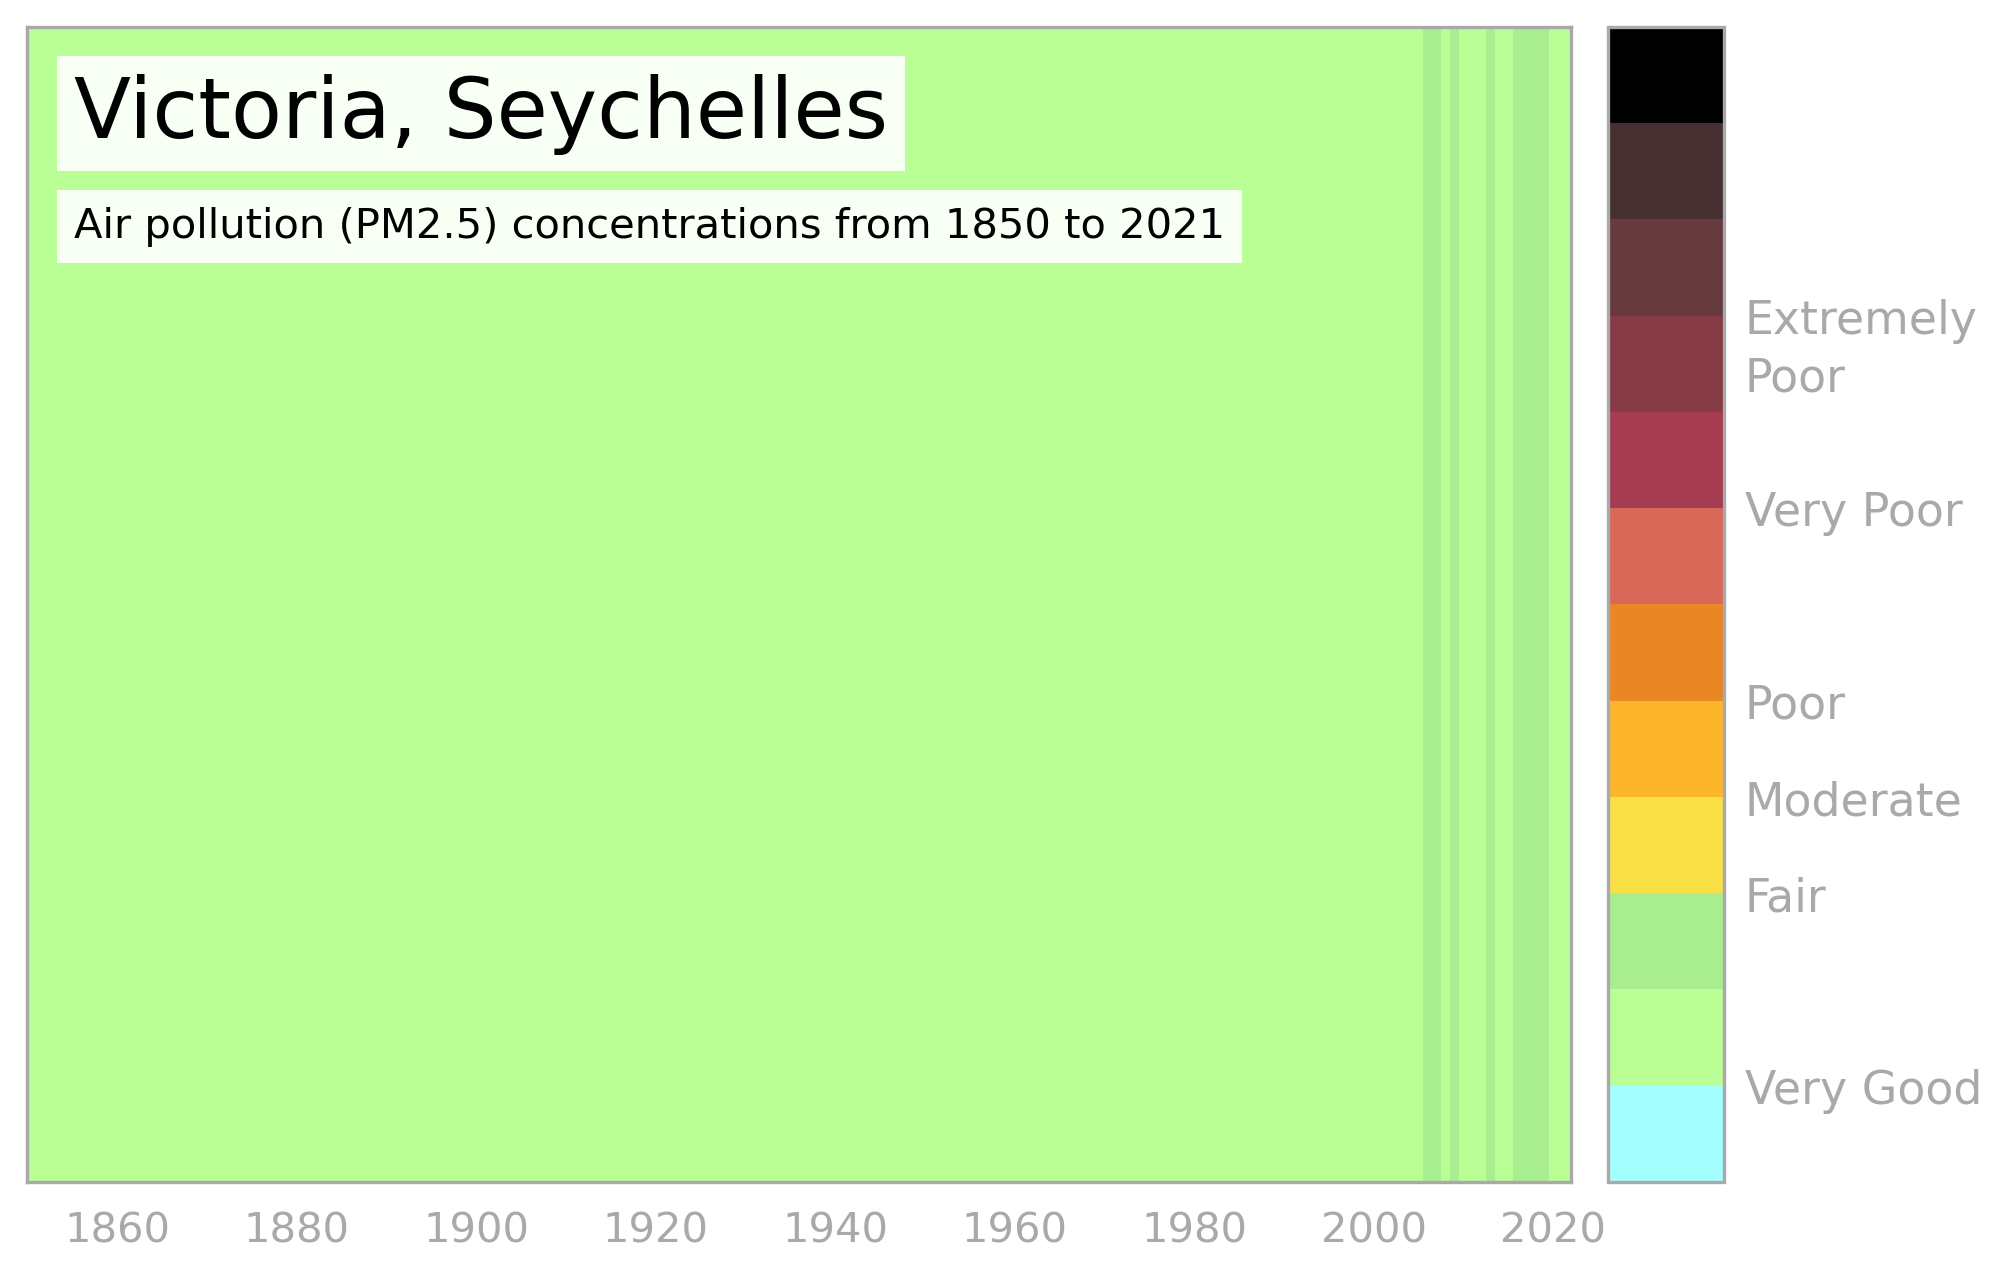 Victoria, Seychelles
Air pollution (PM2.5) concentrations from 1850 to 2021
Extremely
Poor
Very Poor
Poor
Moderate
Fair
Very Good
1860 1880 1900 1920 1940 1960 1980 2000 2020